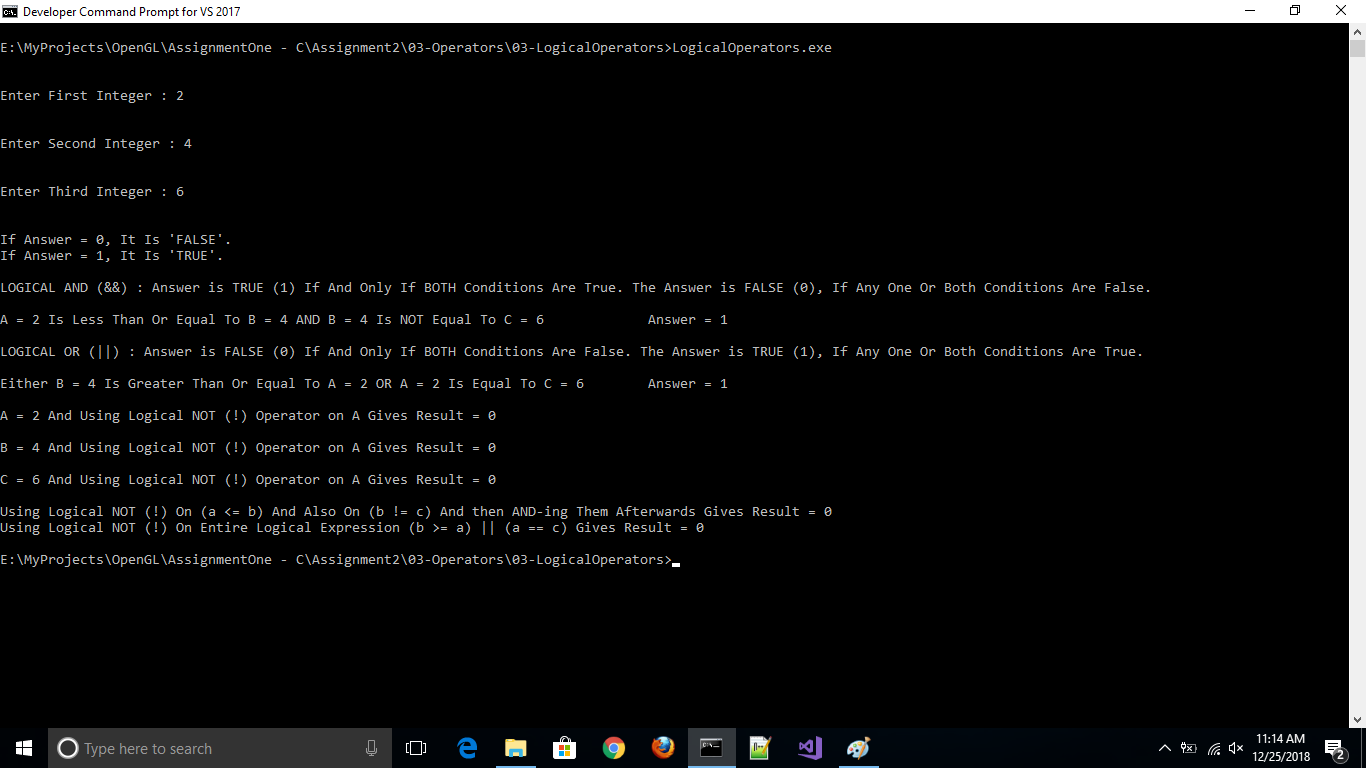 Developer Command Prompt for VS 2017
E:\MyProjects\OpenGL\AssignmentOne - C\Assignment2\03-Operators\03-LogicalOperators>LogicalOperators.exe
Enter First Integer : 2
Enter Second Integer : 4
Enter Third Integer : 6
If Answer = 0, It Is 'FALSE'.
If Answer = 1, It Is 'TRUE'.
LOGICAL AND (&&) : Answer is TRUE (1) If And Only If BOTH Conditions Are True. The Answer is FALSE (0), If Any One Or Both Conditions Are False.
A = 2 Is Less Than Or Equal To B = 4 AND B = 4 Is NOT Equal To C = 6 Answer = 1
LOGICAL OR (||) : Answer is FALSE (0) If And Only If BOTH Conditions Are False. The Answer is TRUE (1), If Any One Or Both Conditions Are True.
Either B = 4 Is Greater Than Or Equal To A = 2 OR A = 2 Is Equal To C = 6 Answer = 1
A = 2 And Using Logical NOT (!) Operator on A Gives Result = 0
B = 4 And Using Logical NOT (!) Operator on A Gives Result = 0
C = 6 And Using Logical NOT (!) Operator on A Gives Result = 0
Using Logical NOT (!) On (a <= b) And Also On (b != c) And then AND-ing Them Afterwards Gives Result = 0
Using Logical NOT (!) On Entire Logical Expression (b >= a) || (a == c) Gives Result = 0
E:\MyProjects\OpenGL\AssignmentOne - C\Assignment2\03-Operators\03-LogicalOperators>
Type here to search
11:14 AM
12/25/2018
2